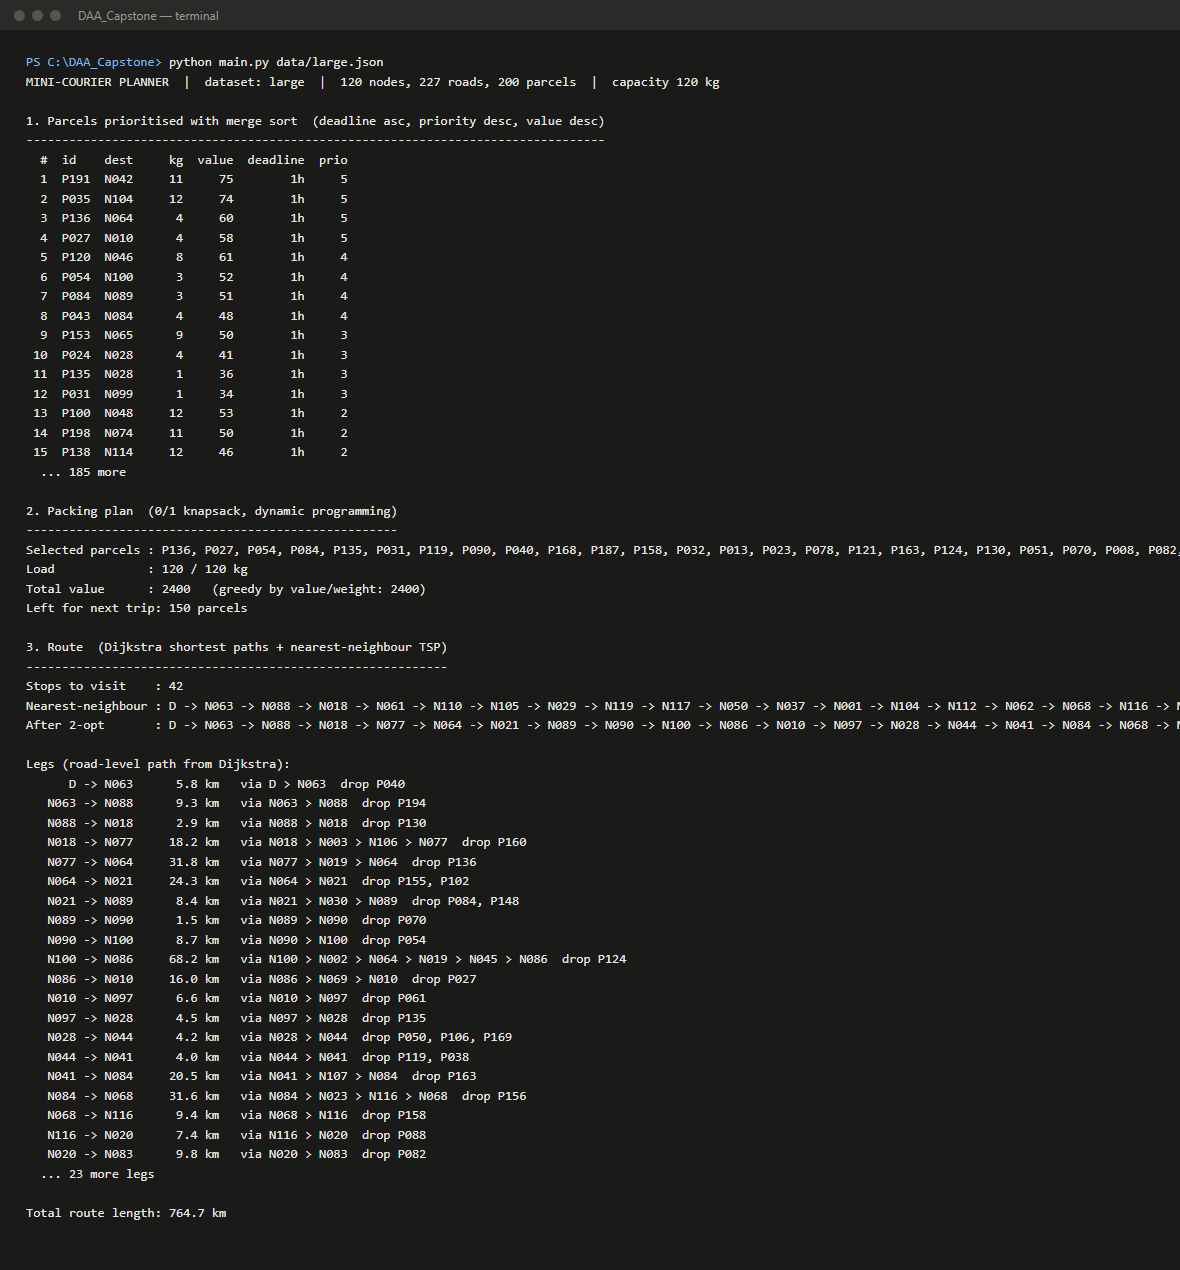 DAA_Capstone — terminal
PS C:\DAA_Capstone> python main.py data/large.json
MINI-COURIER PLANNER  |  dataset: large  |  120 nodes, 227 roads, 200 parcels  |  capacity 120 kg
1. Parcels prioritised with merge sort  (deadline asc, priority desc, value desc)
---------------------------------------------------------------------------------
  #  id    dest     kg  value  deadline  prio
  1  P191  N042     11     75        1h     5
  2  P035  N104     12     74        1h     5
  3  P136  N064      4     60        1h     5
  4  P027  N010      4     58        1h     5
  5  P120  N046      8     61        1h     4
  6  P054  N100      3     52        1h     4
  7  P084  N089      3     51        1h     4
  8  P043  N084      4     48        1h     4
  9  P153  N065      9     50        1h     3
 10  P024  N028      4     41        1h     3
 11  P135  N028      1     36        1h     3
 12  P031  N099      1     34        1h     3
 13  P100  N048     12     53        1h     2
 14  P198  N074     11     50        1h     2
 15  P138  N114     12     46        1h     2
  ... 185 more
2. Packing plan  (0/1 knapsack, dynamic programming)
----------------------------------------------------
Selected parcels : P136, P027, P054, P084, P135, P031, P119, P090, P040, P168, P187, P158, P032, P013, P023, P078, P121, P163, P124, P130, P051, P070, P008, P082,
Load             : 120 / 120 kg
Total value      : 2400   (greedy by value/weight: 2400)
Left for next trip: 150 parcels
3. Route  (Dijkstra shortest paths + nearest-neighbour TSP)
-----------------------------------------------------------
Stops to visit    : 42
Nearest-neighbour : D -> N063 -> N088 -> N018 -> N061 -> N110 -> N105 -> N029 -> N119 -> N117 -> N050 -> N037 -> N001 -> N104 -> N112 -> N062 -> N068 -> N116 ->
After 2-opt       : D -> N063 -> N088 -> N018 -> N077 -> N064 -> N021 -> N089 -> N090 -> N100 -> N086 -> N010 -> N097 -> N028 -> N044 -> N041 -> N084 -> N068 ->
Legs (road-level path from Dijkstra):
      D -> N063      5.8 km   via D > N063  drop P040
   N063 -> N088      9.3 km   via N063 > N088  drop P194
   N088 -> N018      2.9 km   via N088 > N018  drop P130
   N018 -> N077     18.2 km   via N018 > N003 > N106 > N077  drop P160
   N077 -> N064     31.8 km   via N077 > N019 > N064  drop P136
   N064 -> N021     24.3 km   via N064 > N021  drop P155, P102
   N021 -> N089      8.4 km   via N021 > N030 > N089  drop P084, P148
   N089 -> N090      1.5 km   via N089 > N090  drop P070
   N090 -> N100      8.7 km   via N090 > N100  drop P054
   N100 -> N086     68.2 km   via N100 > N002 > N064 > N019 > N045 > N086  drop P124
   N086 -> N010     16.0 km   via N086 > N069 > N010  drop P027
   N010 -> N097      6.6 km   via N010 > N097  drop P061
   N097 -> N028      4.5 km   via N097 > N028  drop P135
   N028 -> N044      4.2 km   via N028 > N044  drop P050, P106, P169
   N044 -> N041      4.0 km   via N044 > N041  drop P119, P038
   N041 -> N084     20.5 km   via N041 > N107 > N084  drop P163
   N084 -> N068     31.6 km   via N084 > N023 > N116 > N068  drop P156
   N068 -> N116      9.4 km   via N068 > N116  drop P158
   N116 -> N020      7.4 km   via N116 > N020  drop P088
   N020 -> N083      9.8 km   via N020 > N083  drop P082
  ... 23 more legs
Total route length: 764.7 km